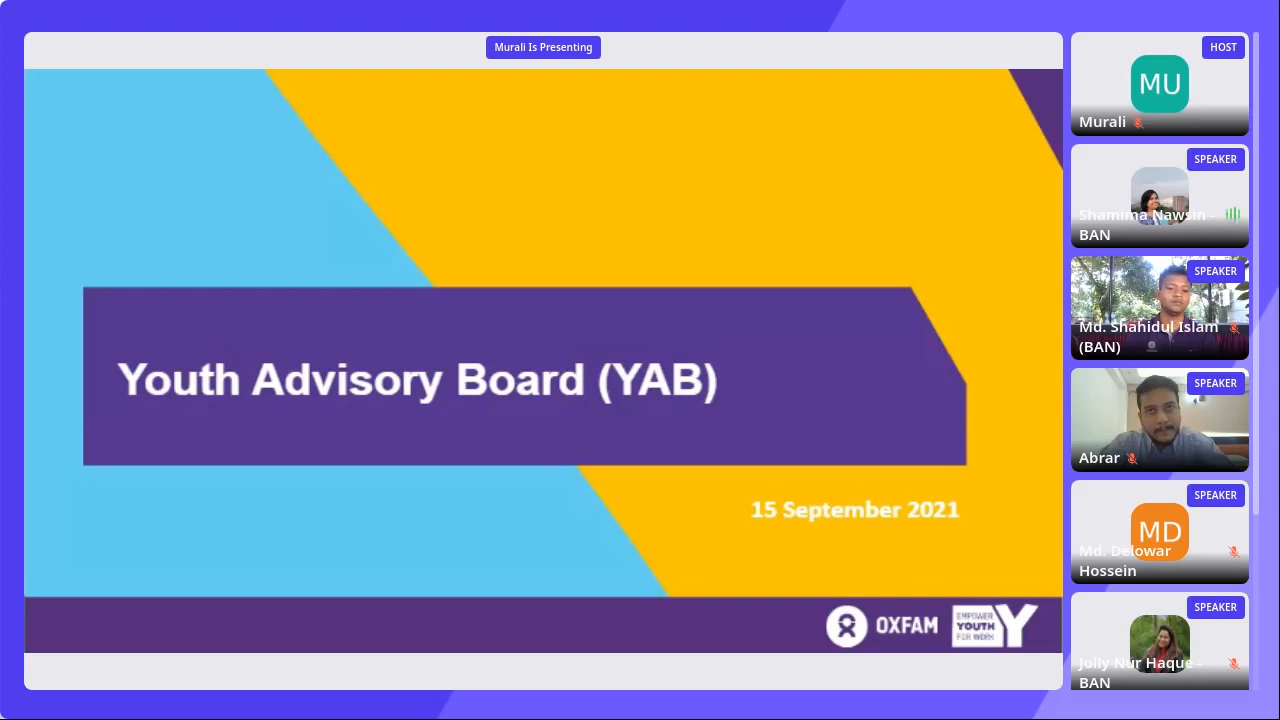 Murali Is Presenting
Youth Advisory Board (YAB)
15 September 2021
OXFAM
EMPOWER
YOUTH
FOR WORK
Y
HOST
MU
Murali
SPEAKER
Shamima Nawsin -
BAN
SPEAKER
Md. Shahidul Islam
(BAN)
SPEAKER
Abrar
SPEAKER
MD
Md. Delowar
Hossein
SPEAKER
Jolly Nur Haque -
BAN